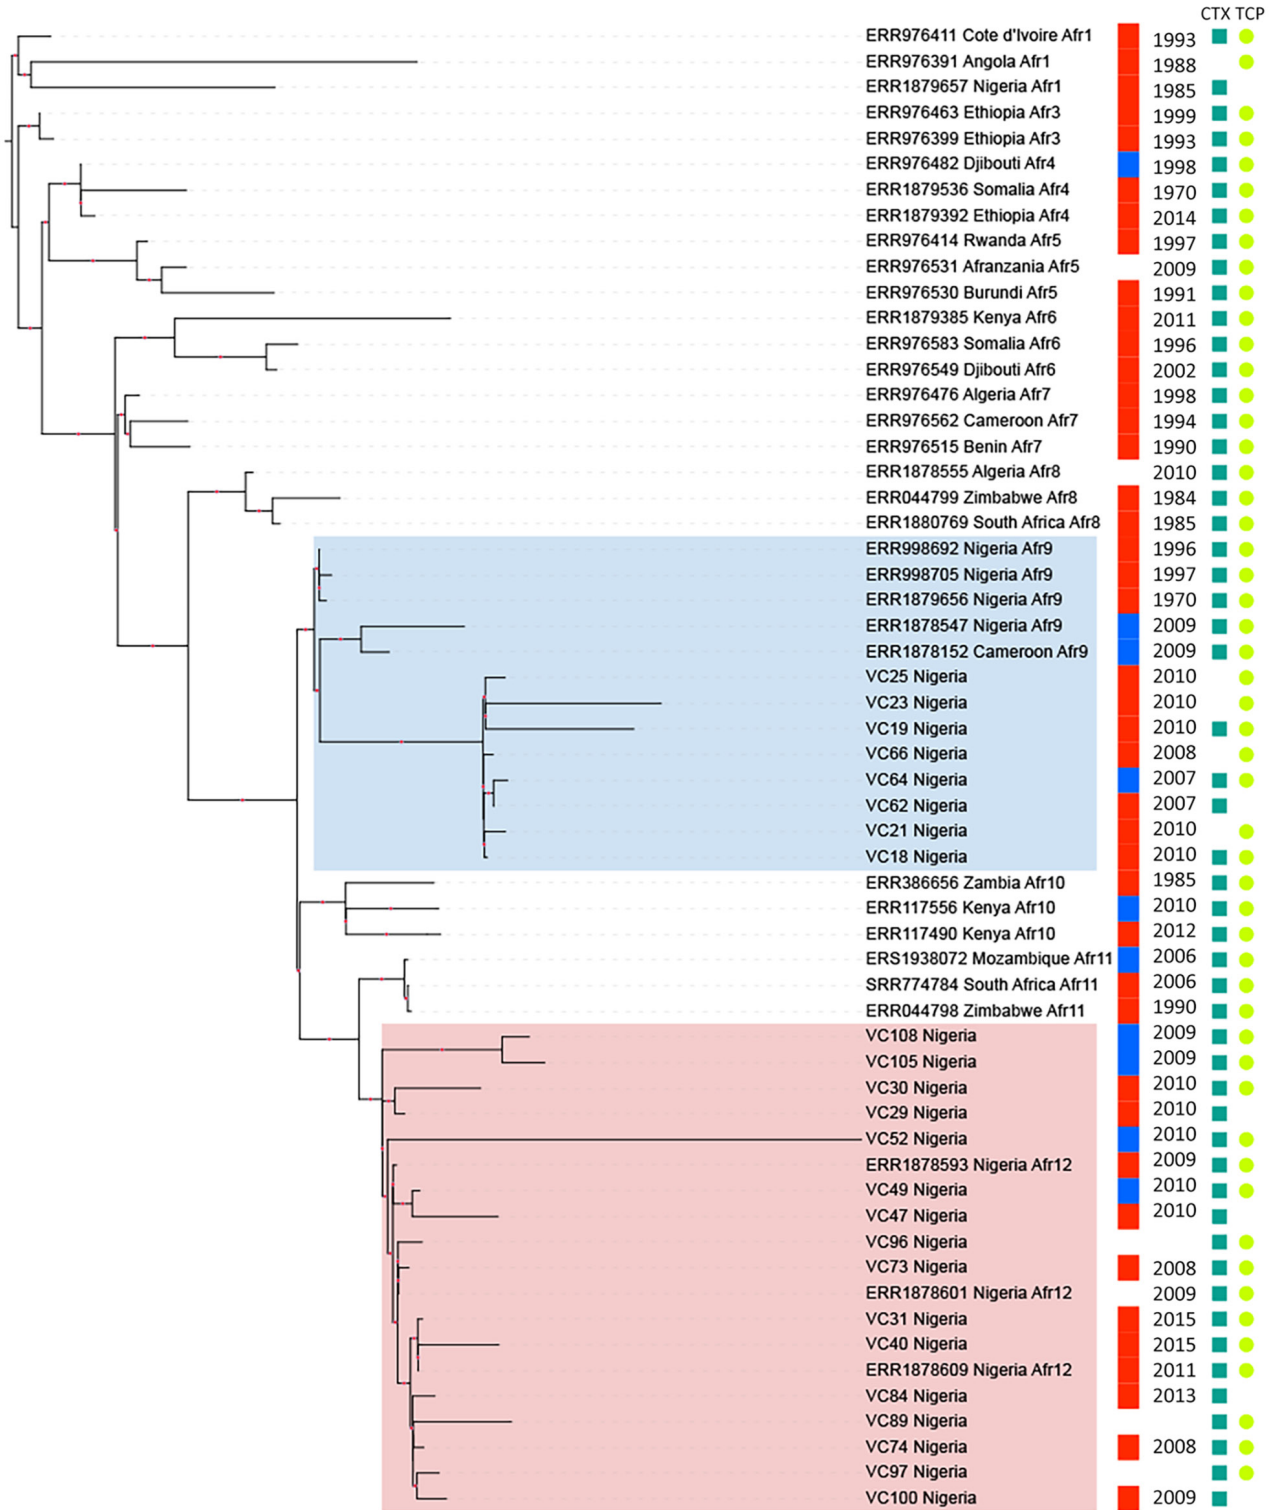 CTX TCP
ERR976411 Cote d'Ivoire Afr1 1993
ERR976391 Angola Afr1 1988
ERR1879657 Nigeria Afr1 1985
ERR976463 Ethiopia Afr3 1999
ERR976399 Ethiopia Afr3 1993
ERR976482 Djibouti Afr4 1998
ERR1879536 Somalia Afr4 1970
ERR1879392 Ethiopia Afr4 2014
ERR976414 Rwanda Afr5 1997
ERR976531 Afranzania Afr5 2009
ERR976530 Burundi Afr5 1991
ERR1879385 Kenya Afr6 2011
ERR976583 Somalia Afr6 1996
ERR976549 Djibouti Afr6 2002
ERR976476 Algeria Afr7 1998
ERR976562 Cameroon Afr7 1994
ERR976515 Benin Afr7 1990
ERR1878555 Algeria Afr8 2010
ERR044799 Zimbabwe Afr8 1984
ERR1880769 South Africa Afr8 1985
ERR998692 Nigeria Afr9 1996
ERR998705 Nigeria Afr9 1997
ERR1879656 Nigeria Afr9 1970
ERR1878547 Nigeria Afr9 2009
ERR1878152 Cameroon Afr9 2009
VC25 Nigeria 2010
VC23 Nigeria 2010
VC19 Nigeria 2010
VC66 Nigeria 2008
VC64 Nigeria 2007
VC62 Nigeria 2007
VC21 Nigeria 2010
VC18 Nigeria 2010
ERR386656 Zambia Afr10 1985
ERR117556 Kenya Afr10 2010
ERR117490 Kenya Afr10 2012
ERS1938072 Mozambique Afr11 2006
SRR774784 South Africa Afr11 2006
ERR044798 Zimbabwe Afr11 1990
VC108 Nigeria 2009
VC105 Nigeria 2009
VC30 Nigeria 2010
VC29 Nigeria 2010
VC52 Nigeria 2010
ERR1878593 Nigeria Afr12 2009
VC49 Nigeria 2010
VC47 Nigeria 2010
VC96 Nigeria
VC73 Nigeria 2008
ERR1878601 Nigeria Afr12 2009
VC31 Nigeria 2015
VC40 Nigeria 2015
ERR1878609 Nigeria Afr12 2011
VC84 Nigeria 2013
VC89 Nigeria
VC74 Nigeria 2008
VC97 Nigeria
VC100 Nigeria 2009